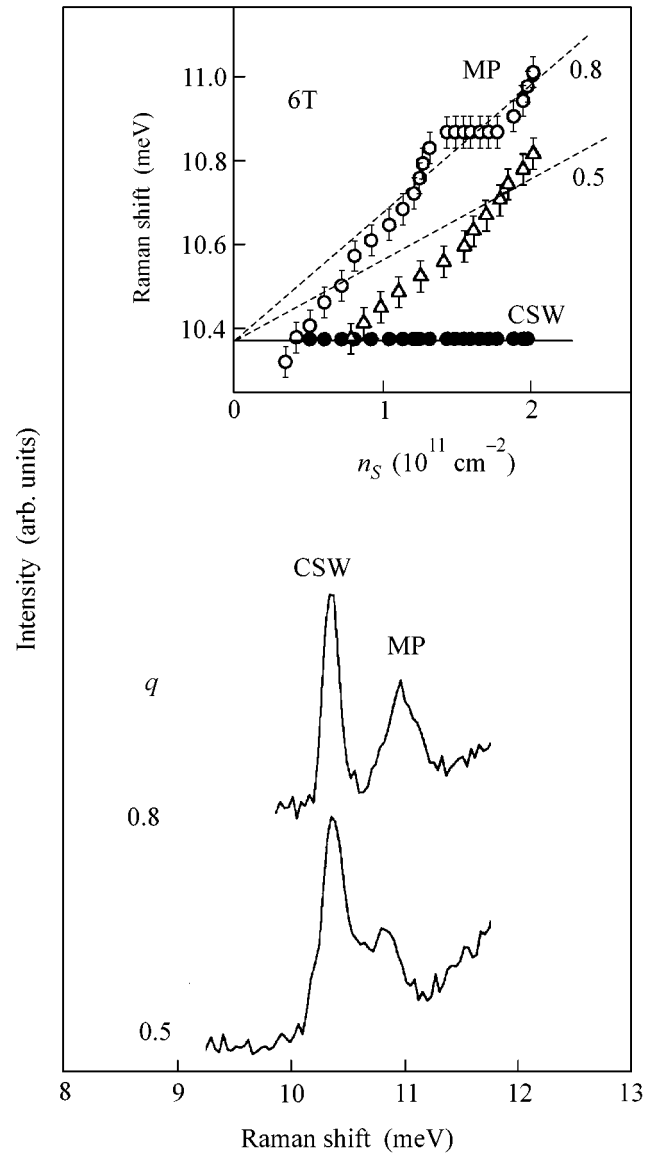 11.0
10.8
10.6
10.4
Raman shift (meV)
6T
MP
0.8
0.5
CSW
0
1
2
n_S (10^11 cm^−2)
Intensity (arb. units)
CSW
MP
q
0.8
0.5
8
9
10
11
12
13
Raman shift (meV)